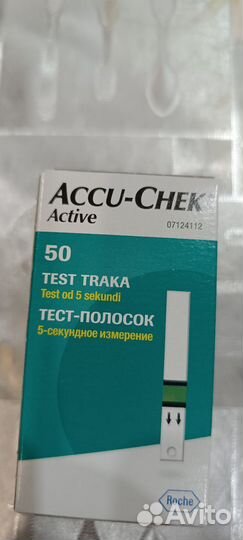 ACCU-CHEK
Active
07124112
50
TEST TRAKA
Test od 5 sekundi
ТЕСТ-ПОЛОСОК
5-секундное измерение
Roche
Avito